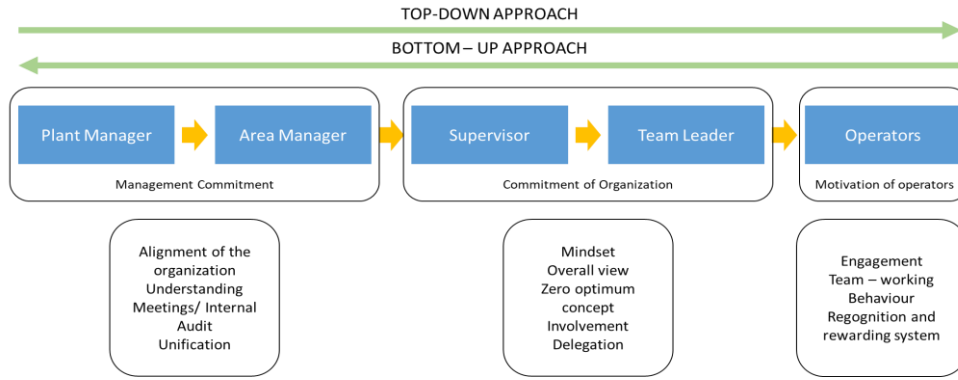 TOP-DOWN APPROACH
BOTTOM – UP APPROACH
Plant Manager
Area Manager
Supervisor
Team Leader
Operators
Management Commitment
Commitment of Organization
Motivation of operators
Alignment of the
organization
Understanding
Meetings/ Internal
Audit
Unification
Mindset
Overall view
Zero optimum
concept
Involvement
Delegation
Engagement
Team – working
Behaviour
Regognition and
rewarding system